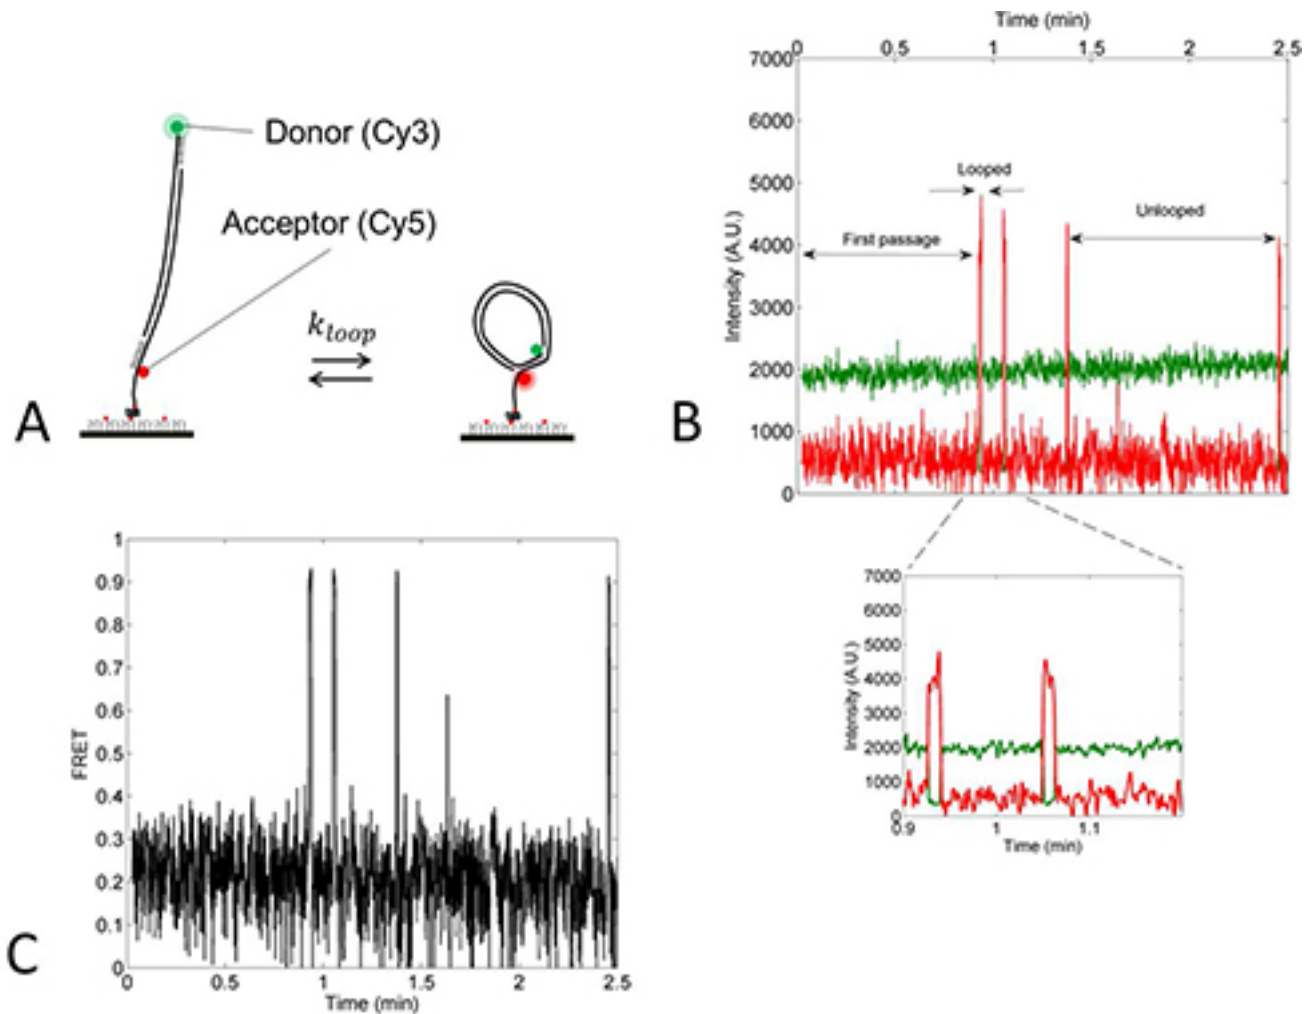 Donor (Cy3)
Acceptor (Cy5)
kloop
A
Time (min)
0 0.5 1 1.5 2 2.5
7000
6000
5000
4000
3000
2000
1000
0
Intensity (A.U.)
Looped
Unlooped
First passage
B
7000
6000
5000
4000
3000
2000
1000
0
Intensity (A.U.)
0.9 1 1.1
Time (min)
1
0.9
0.8
0.7
0.6
0.5
0.4
0.3
0.2
0.1
0
FRET
0 0.5 1 1.5 2 2.5
Time (min)
C